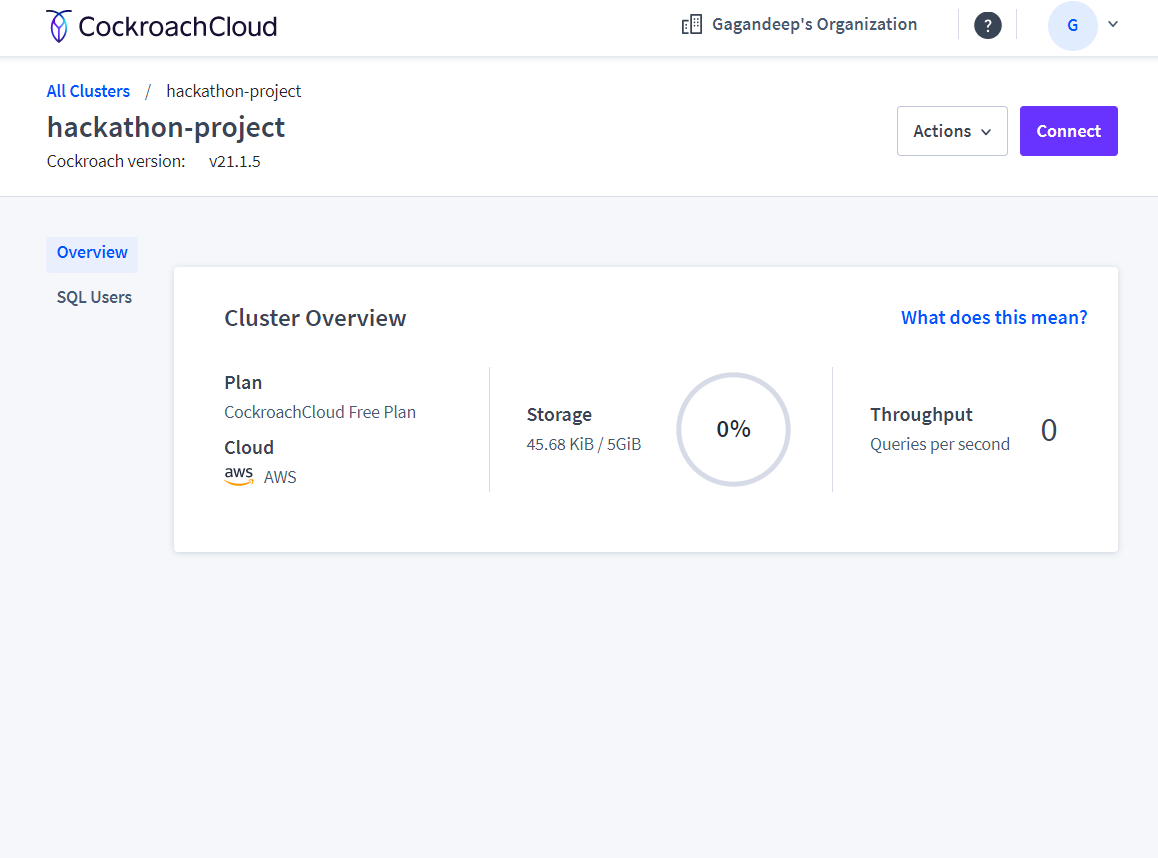 CockroachCloud
Gagandeep's Organization
?
G
All Clusters / hackathon-project
hackathon-project
Actions
Connect
Cockroach version: v21.1.5
Overview
SQL Users
Cluster Overview
What does this mean?
Plan
CockroachCloud Free Plan
Cloud
aws AWS
Storage
45.68 KiB / 5GiB
0%
Throughput
Queries per second
0